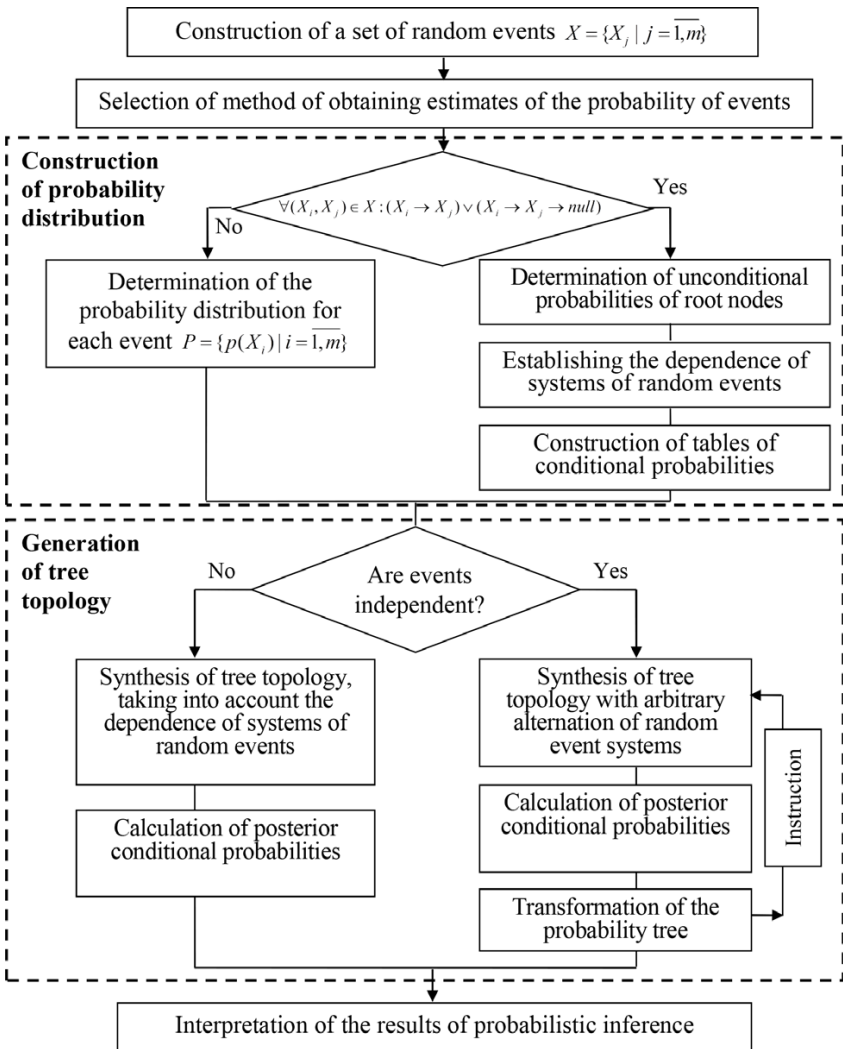 Construction of a set of random events X = {X_j | j = \overline{1,m}}
Selection of method of obtaining estimates of the probability of events
Construction
of probability
distribution
∀(X_i, X_j) ∈ X : (X_i → X_j) ∨ (X_i → X_j → null)
No
Yes
Determination of the
probability distribution for
each event P = {p(X_i) | i = \overline{1,m}}
Determination of unconditional
probabilities of root nodes
Establishing the dependence of
systems of random events
Construction of tables of
conditional probabilities
Generation
of tree
topology
No
Are events
independent?
Yes
Synthesis of tree topology,
taking into account the
dependence of systems of
random events
Calculation of posterior
conditional probabilities
Synthesis of tree
topology with arbitrary
alternation of random
event systems
Calculation of posterior
conditional probabilities
Transformation of the
probability tree
Instruction
Interpretation of the results of probabilistic inference